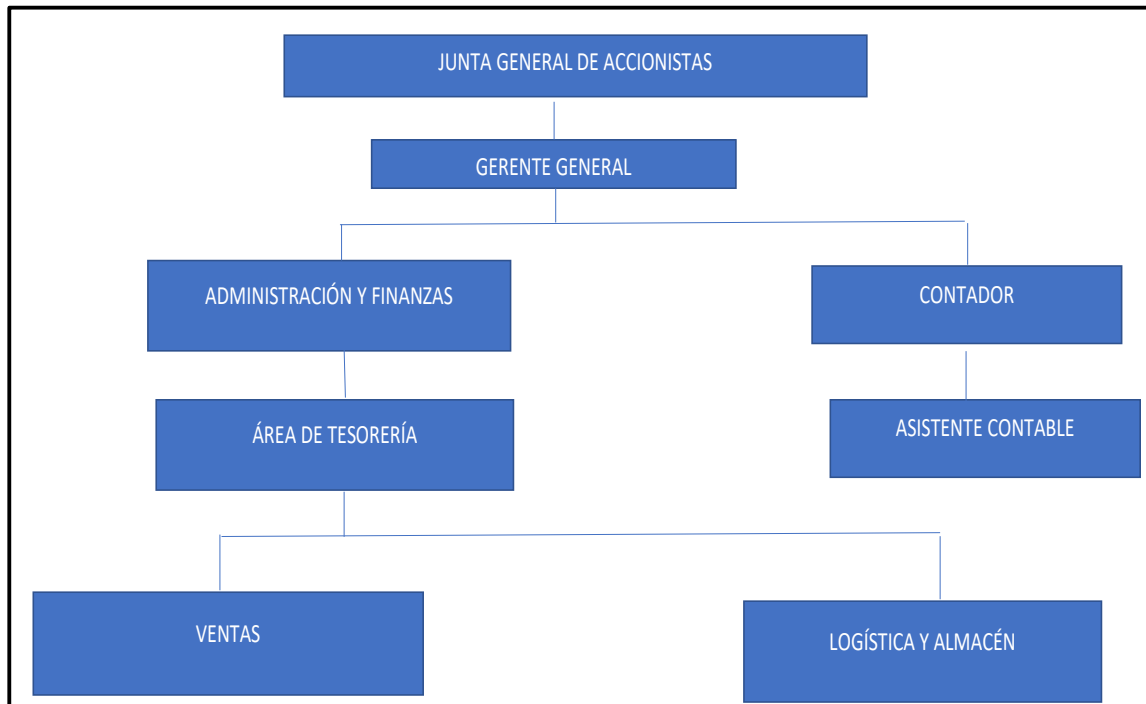 JUNTA GENERAL DE ACCIONISTAS
GERENTE GENERAL
ADMINISTRACIÓN Y FINANZAS
CONTADOR
ÁREA DE TESORERÍA
ASISTENTE CONTABLE
VENTAS
LOGÍSTICA Y ALMACÉN